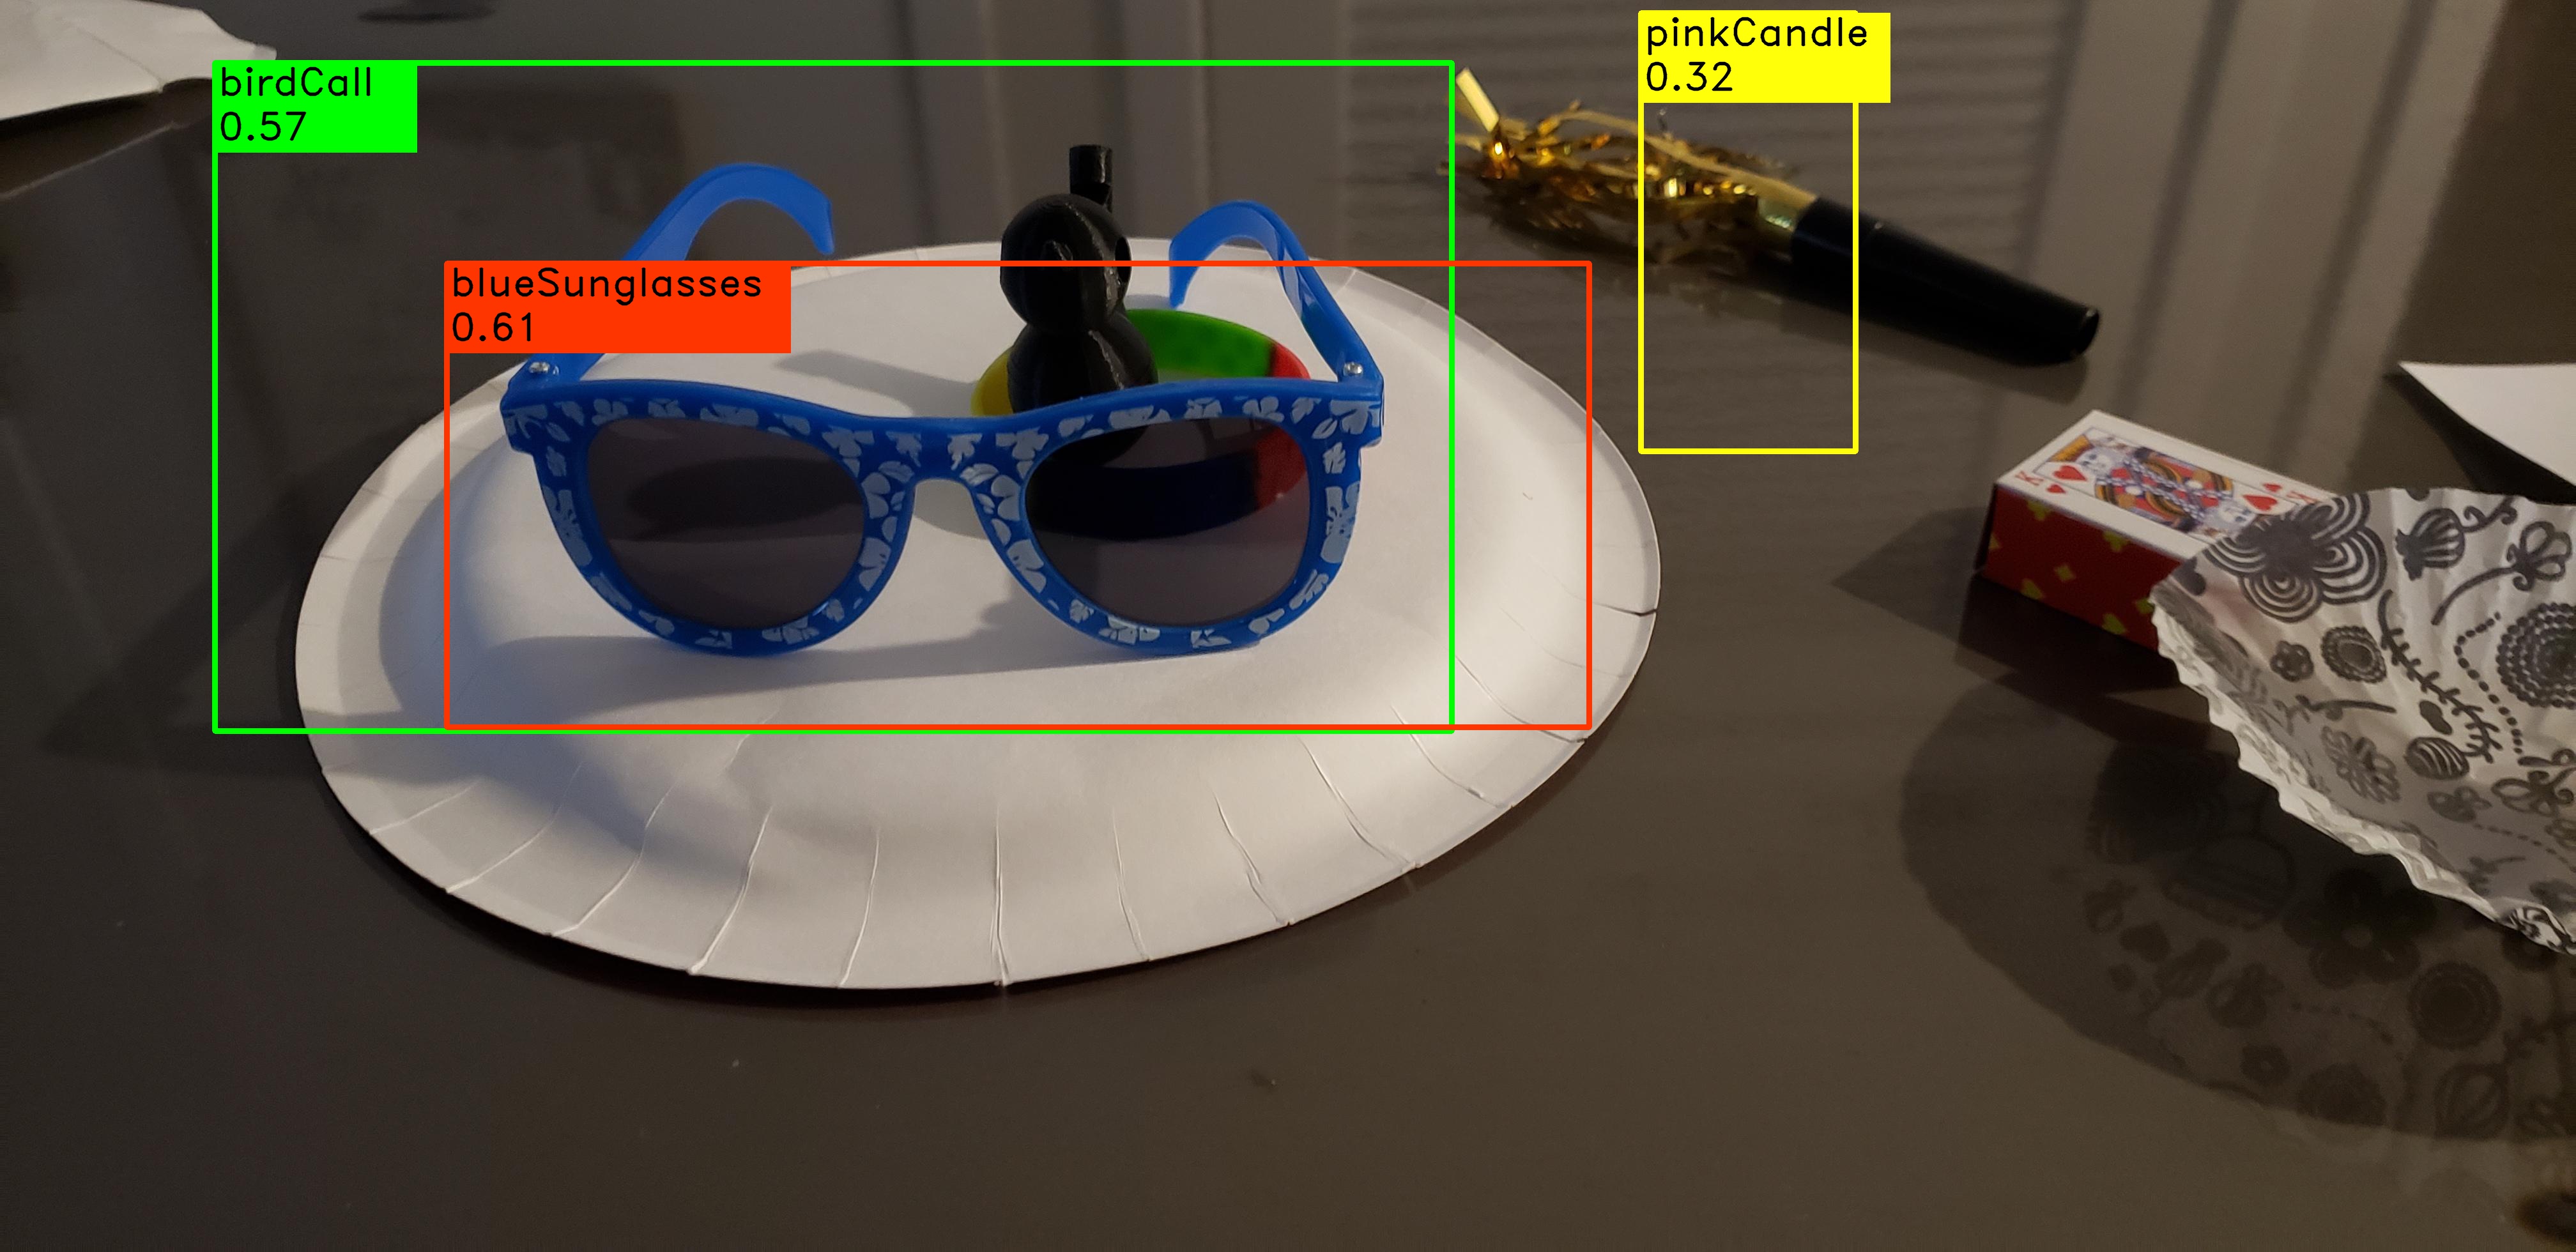 pinkCandle
0.32
birdCall
0.57
blueSunglasses
0.61
K
K